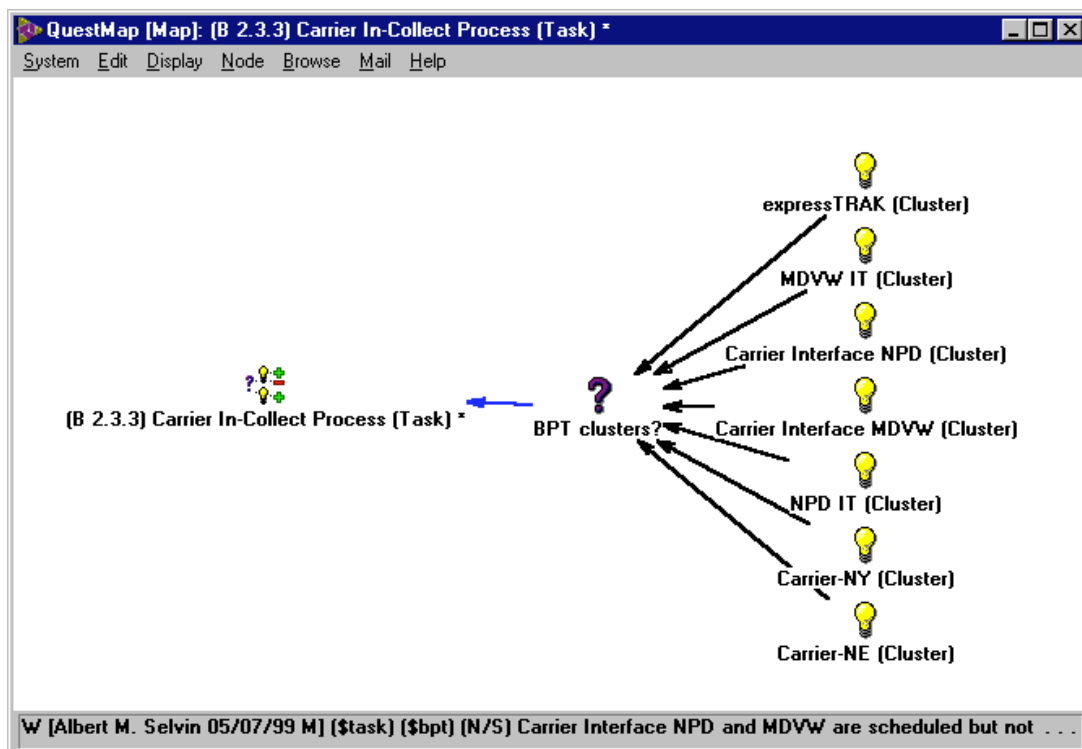 QuestMap [Map]: (B 2.3.3) Carrier In-Collect Process (Task) *
System Edit Display Node Browse Mail Help
expressTRAK (Cluster)
MDVW IT (Cluster)
Carrier Interface NPD (Cluster)
(B 2.3.3) Carrier In-Collect Process (Task) *
BPT clusters?
Carrier Interface MDVW (Cluster)
NPD IT (Cluster)
Carrier-NY (Cluster)
Carrier-NE (Cluster)
W [Albert M. Selvin 05/07/99 M] ($task) ($bpt) (N/S) Carrier Interface NPD and MDVW are scheduled but not . . .